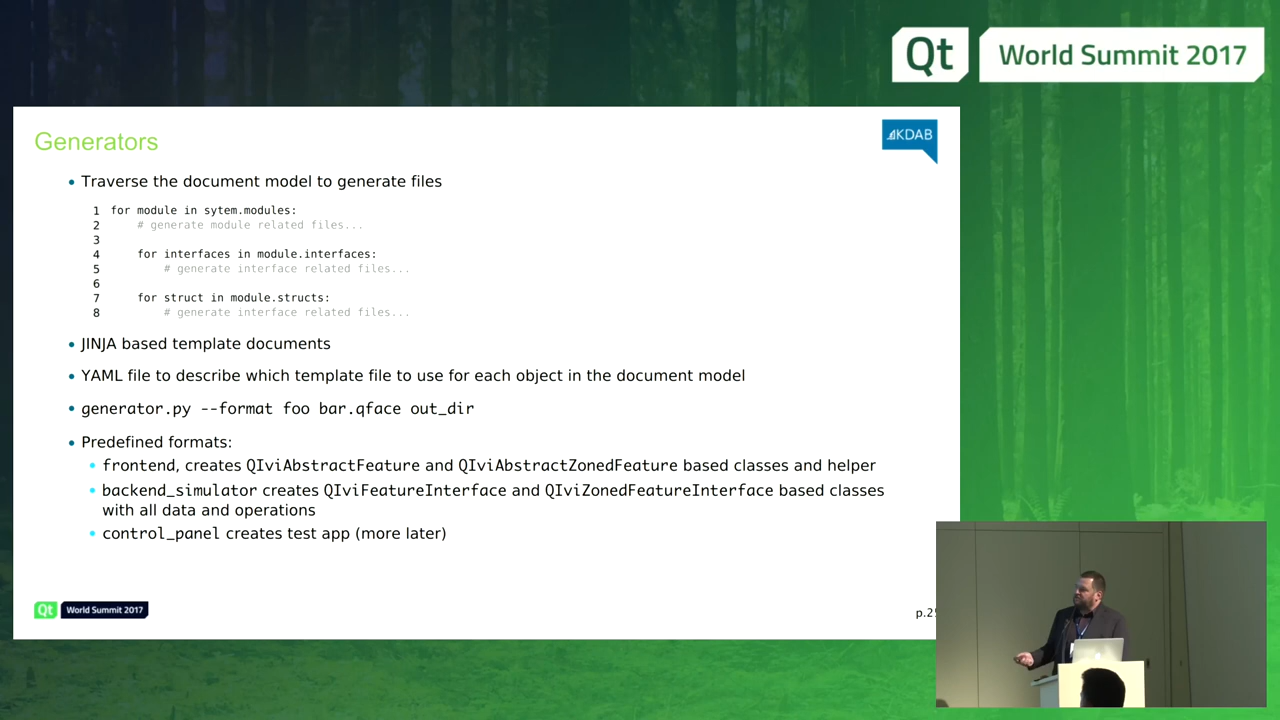 Qt World Summit 2017
Generators
KDAB
• Traverse the document model to generate files
1 for module in sytem.modules:
2 # generate module related files...
3
4 for interfaces in module.interfaces:
5 # generate interface related files...
6
7 for struct in module.structs:
8 # generate interface related files...
• JINJA based template documents
• YAML file to describe which template file to use for each object in the document model
• generator.py --format foo bar.qface out_dir
• Predefined formats:
• frontend, creates QIviAbstractFeature and QIviAbstractZonedFeature based classes and helper
• backend_simulator creates QIviFeatureInterface and QIviZonedFeatureInterface based classes
with all data and operations
• control_panel creates test app (more later)
Qt World Summit 2017